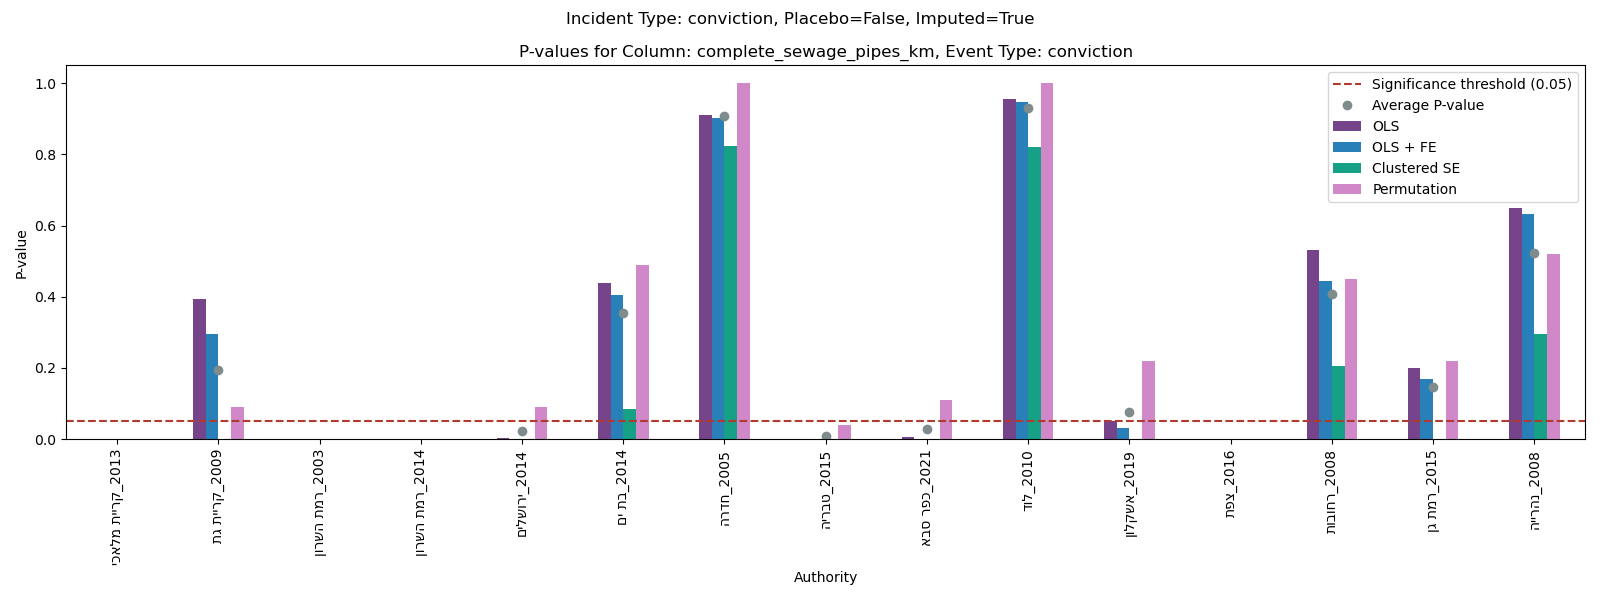 Incident Type: conviction, Placebo=False, Imputed=True
P-values for Column: complete_sewage_pipes_km, Event Type: conviction
Significance threshold (0.05)
Average P-value
OLS
OLS + FE
Clustered SE
Permutation
P-value
1.0
0.8
0.6
0.4
0.2
0.0
קריית מלאכי_2013
קריית גת_2009
רמת השרון_2003
רמת השרון_2014
ירושלים_2014
בת ים_2014
חדרה_2005
טבריה_2015
כפר סבא_2021
לוד_2010
אשקלון_2019
צפת_2016
רחובות_2008
רמת גן_2015
נהרייה_2008
Authority